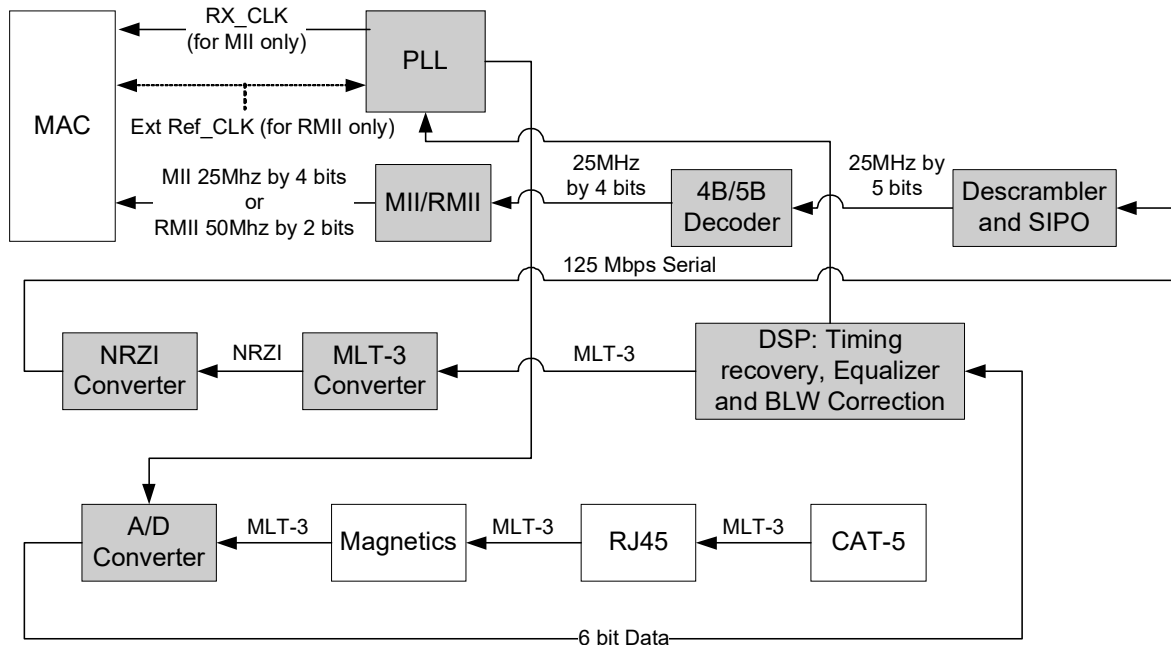 RX_CLK
(for MII only)
PLL
MAC
Ext Ref_CLK (for RMII only)
MII 25Mhz by 4 bits
or
RMII 50Mhz by 2 bits
MII/RMII
25MHz
by 4 bits
4B/5B
Decoder
25MHz by
5 bits
Descrambler
and SIPO
125 Mbps Serial
NRZI
Converter
NRZI
MLT-3
Converter
MLT-3
DSP: Timing
recovery, Equalizer
and BLW Correction
A/D
Converter
MLT-3
Magnetics
MLT-3
RJ45
MLT-3
CAT-5
6 bit Data